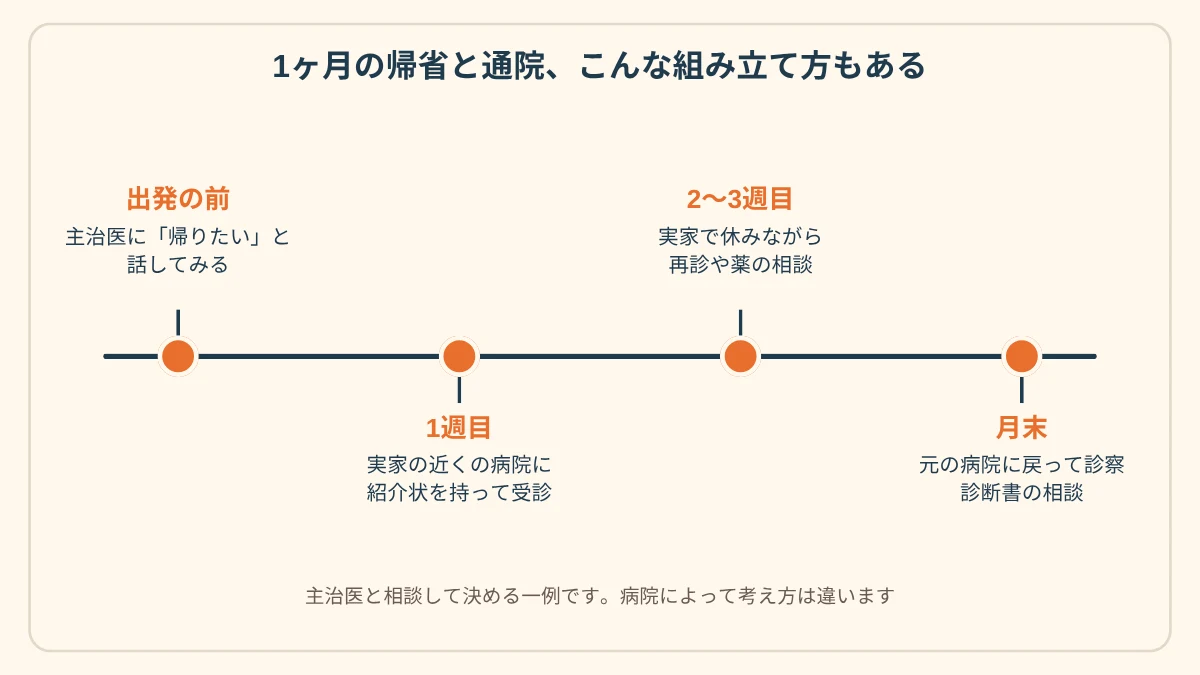 1ヶ月の帰省と通院、こんな組み立て方もある
出発の前
主治医に「帰りたい」と
話してみる
1週目
実家の近くの病院に
紹介状を持って受診
2〜3週目
実家で休みながら
再診や薬の相談
月末
元の病院に戻って診察
診断書の相談
主治医と相談して決める一例です。病院によって考え方は違います